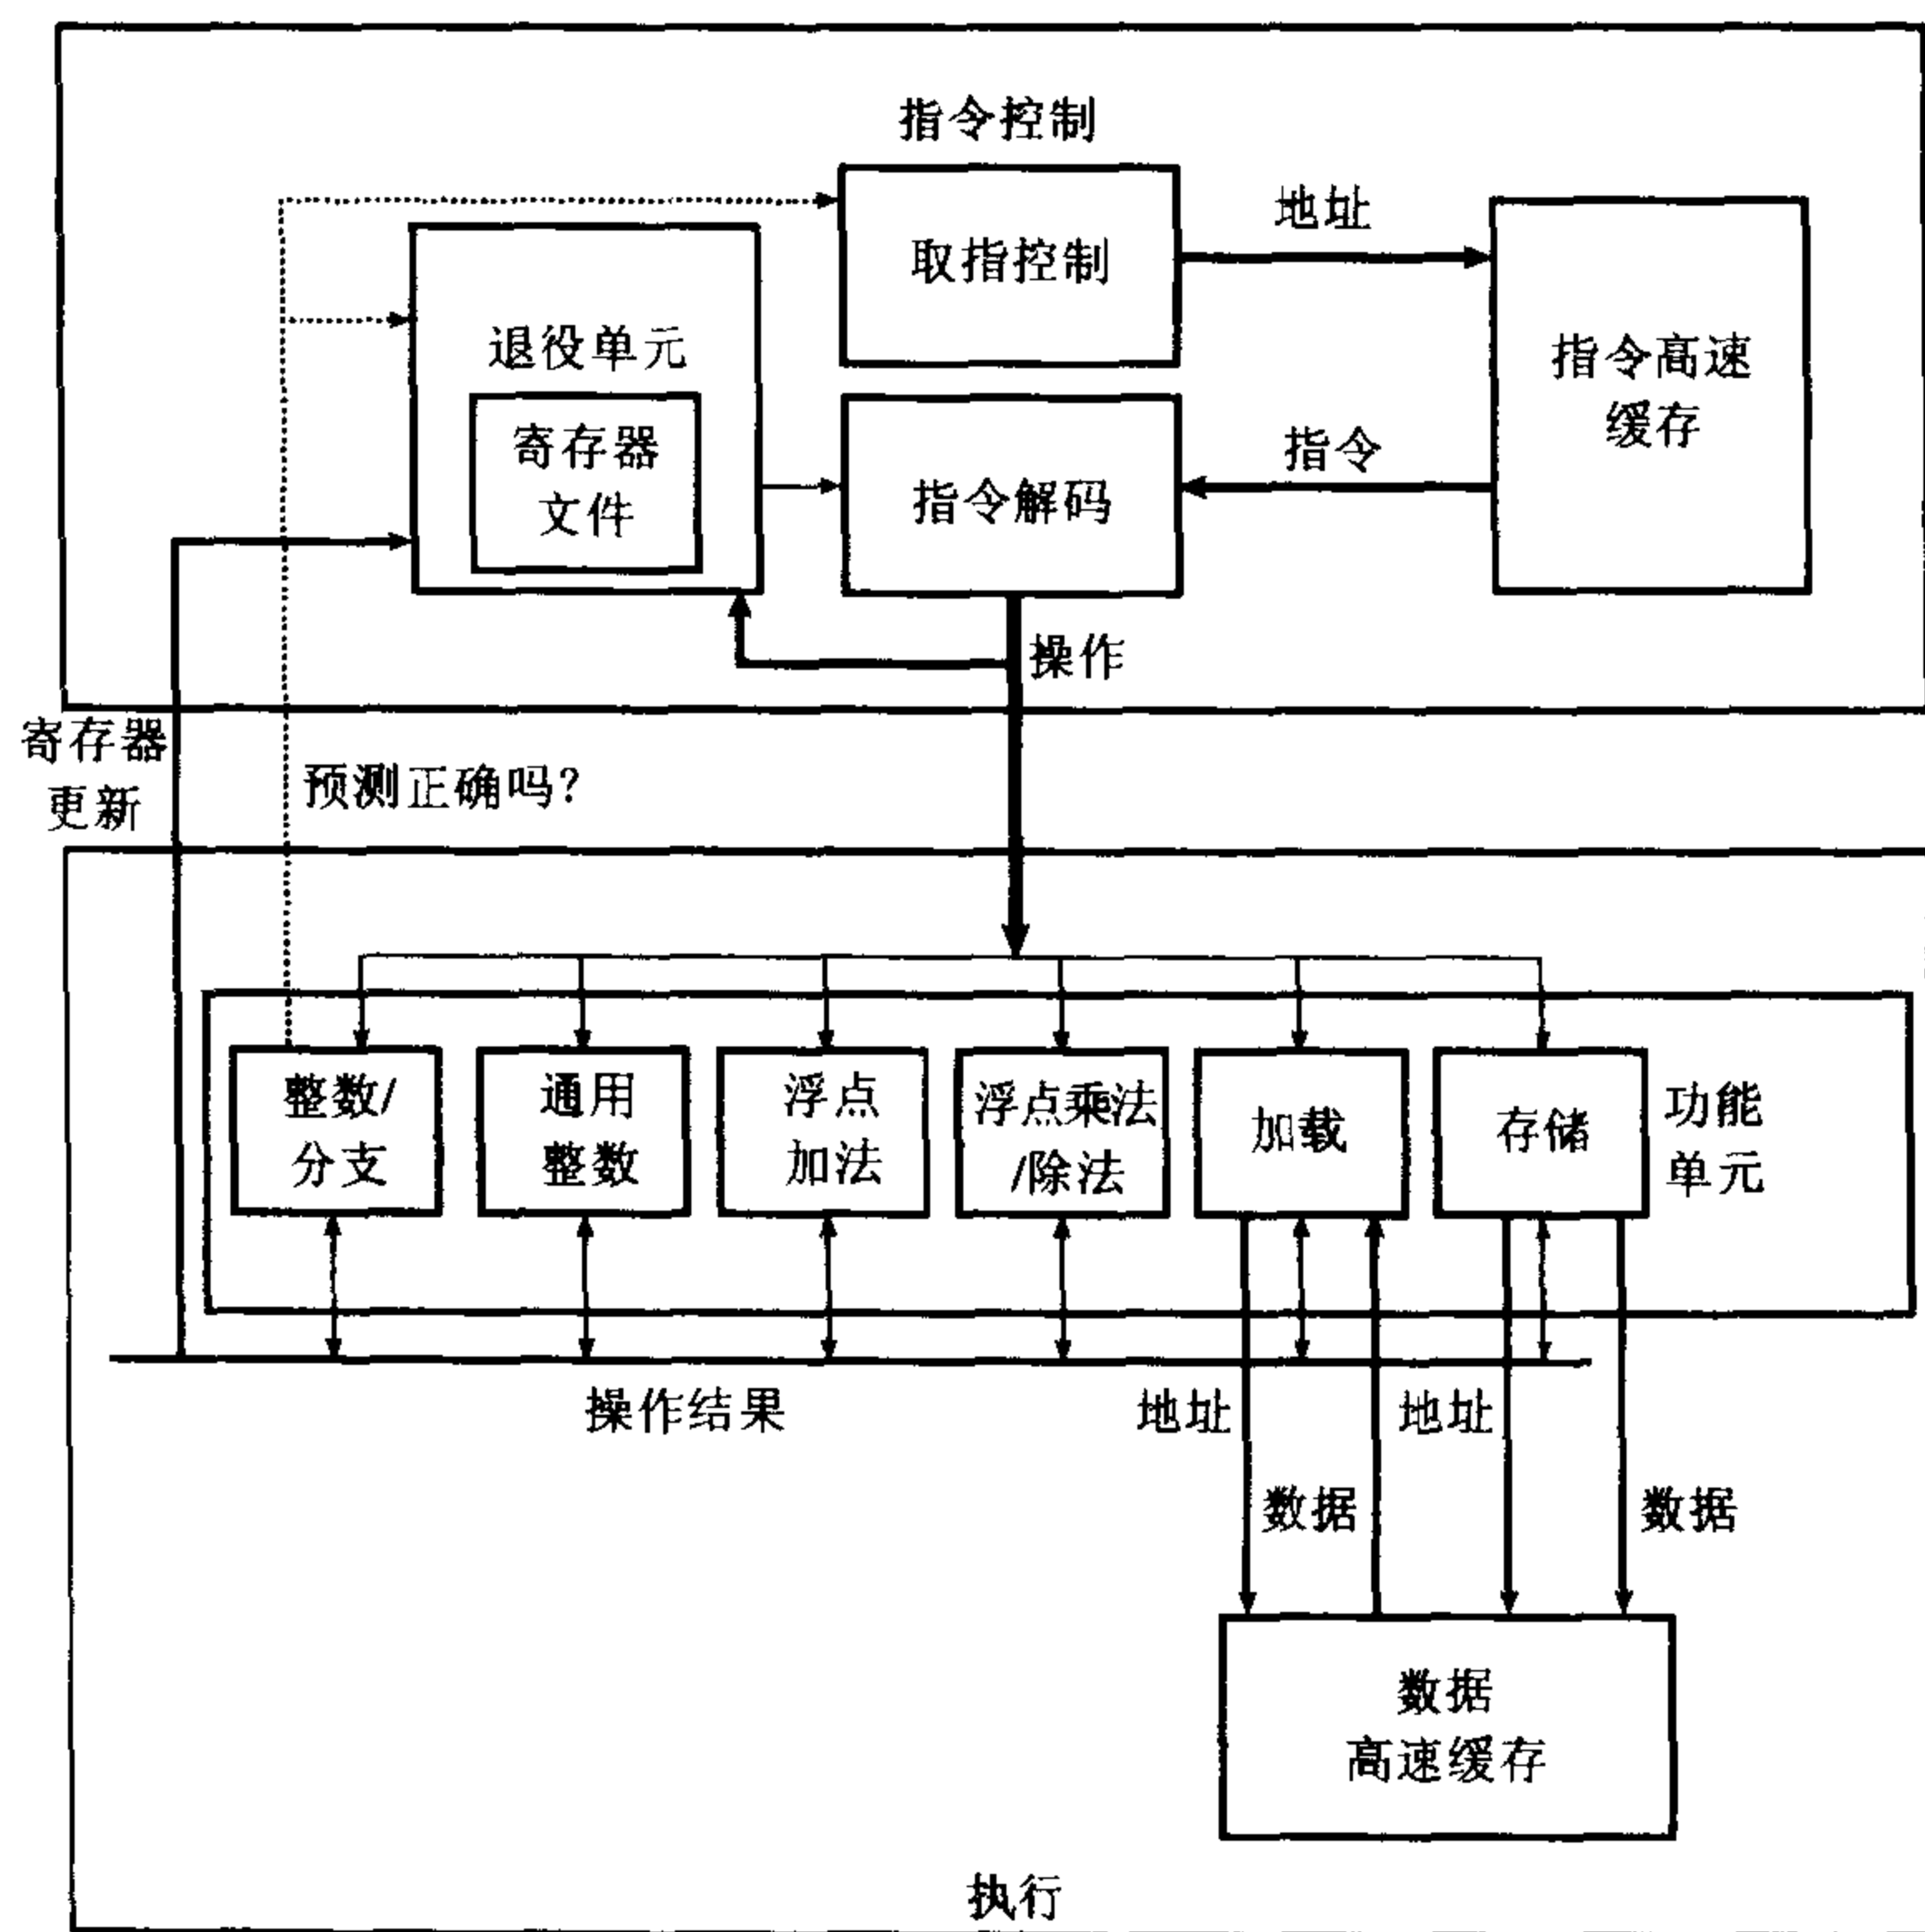 指令控制
取指控制
地址
指令高速
缓存
退役单元
寄存器
文件
指令解码
指令
操作
寄存器
更新
预测正确吗?
整数/
分支
通用
整数
浮点
加法
浮点乘法
/除法
加载
存储
功能
单元
操作结果
地址
地址
数据
数据
数据
高速缓存
执行